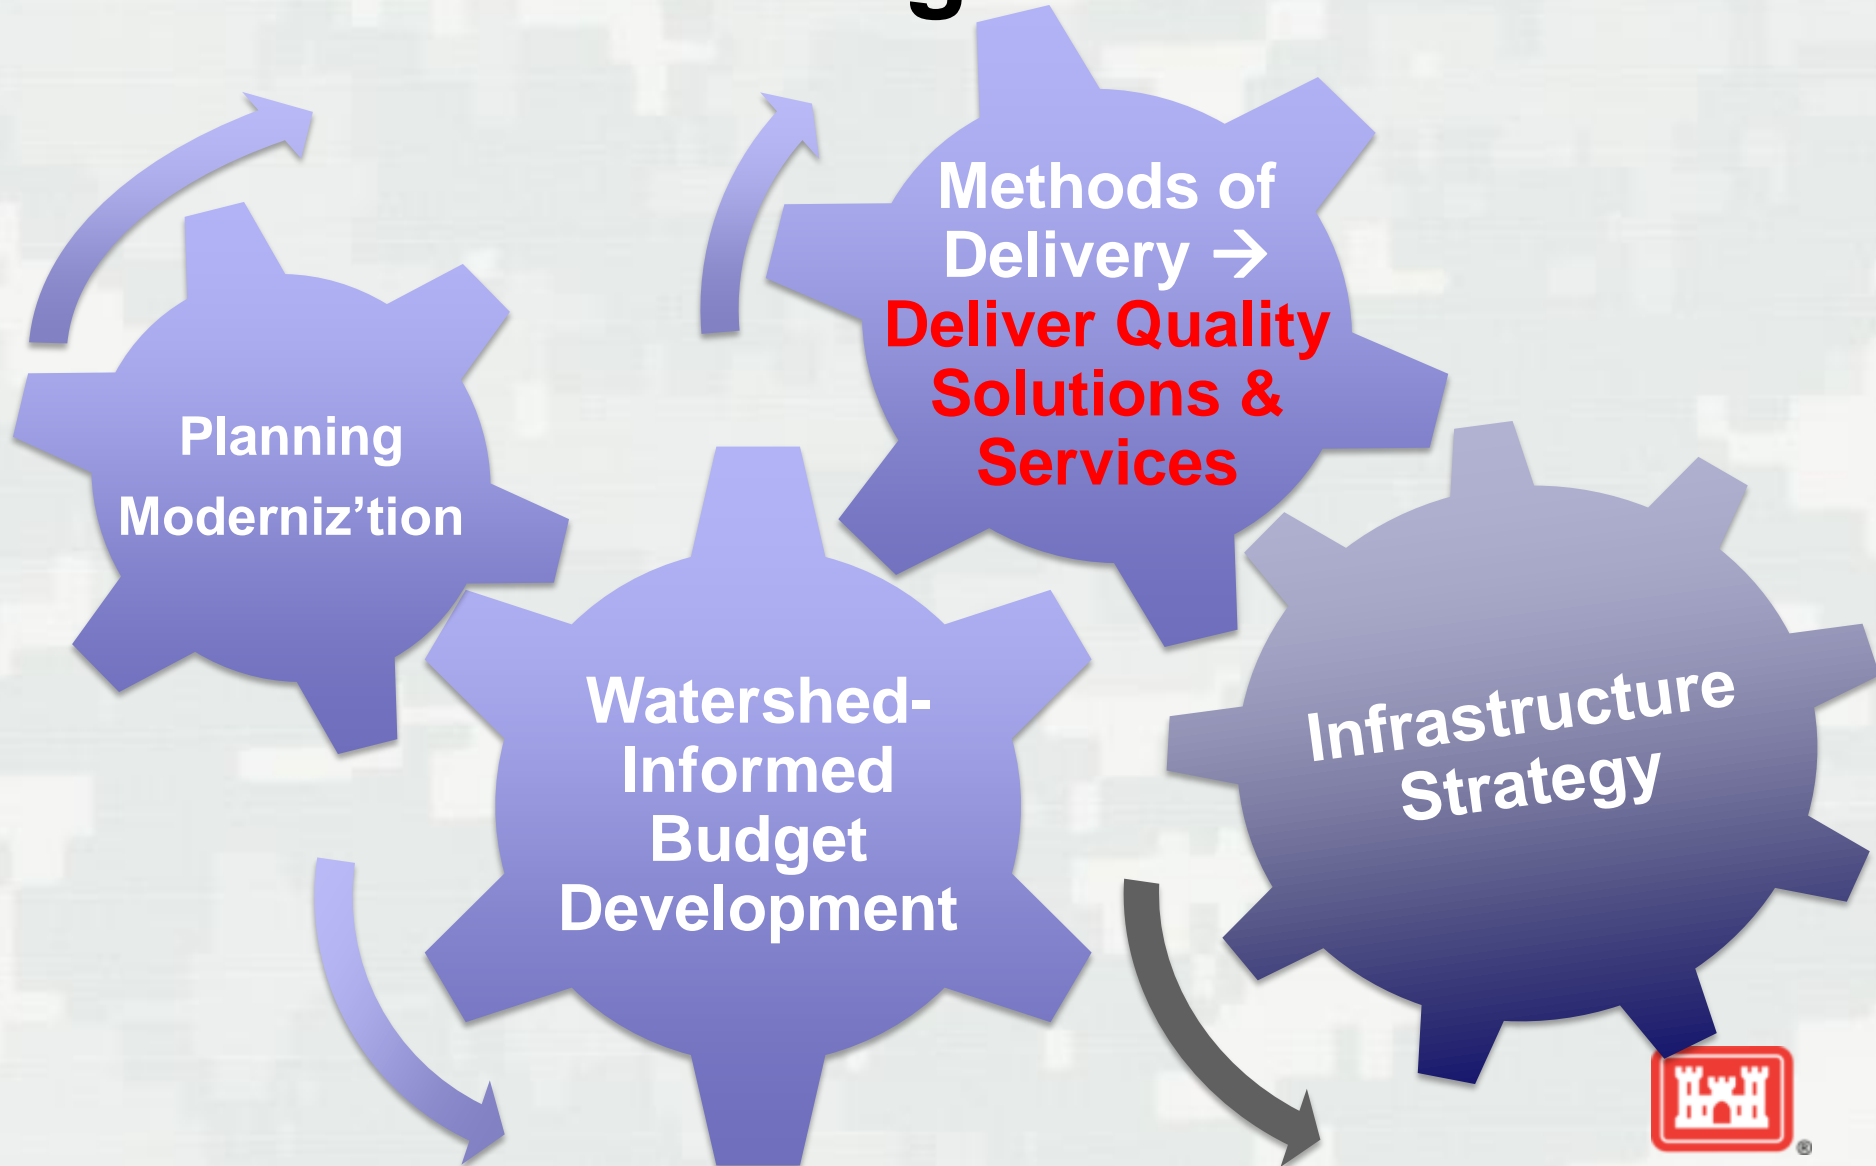 Planning
Moderniz’tion
Methods of
Delivery →
Deliver Quality
Solutions &
Services
Watershed-
Informed
Budget
Development
Infrastructure
Strategy
®